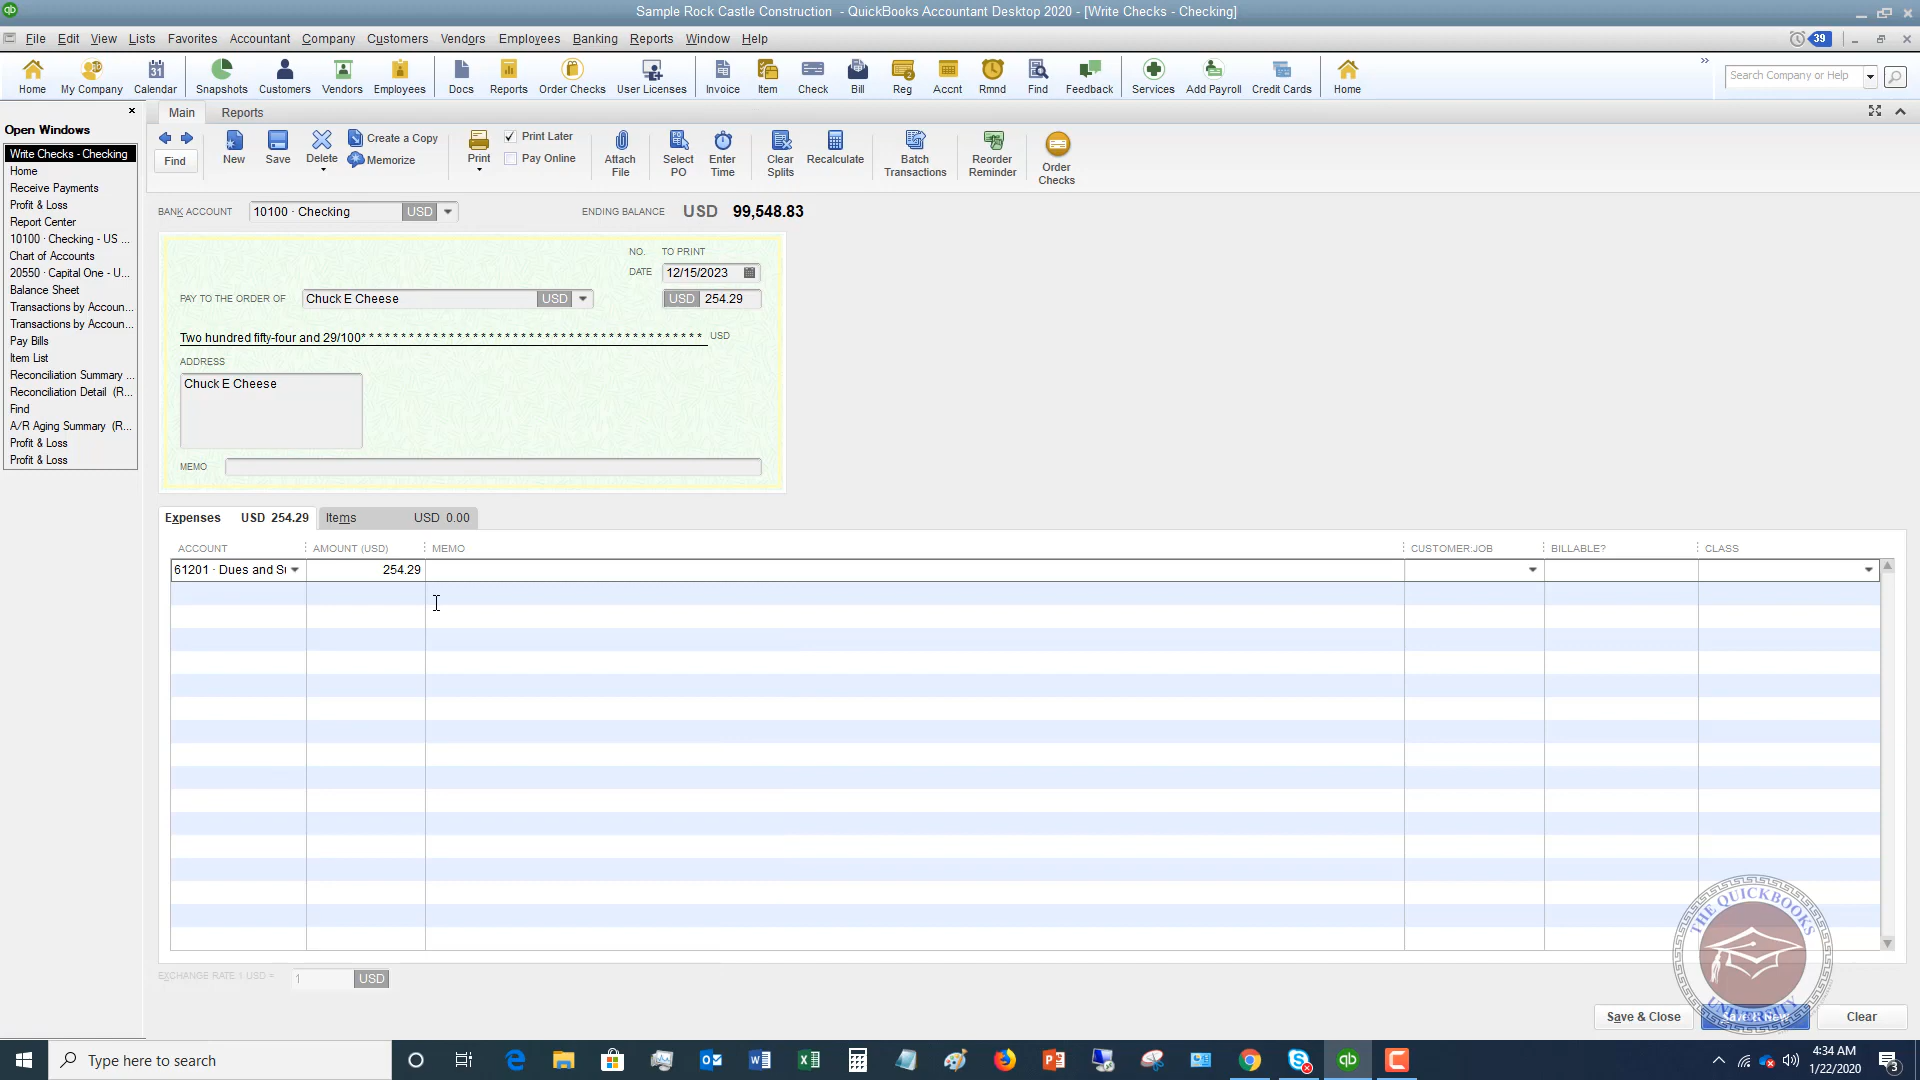 Sample Rock Castle Construction - QuickBooks Accountant Desktop 2020 - [Write Checks - Checking]
File Edit View Lists Favorites Accountant Company Customers Vendors Employees Banking Reports Window Help
39
Home My Company Calendar Snapshots Customers Vendors Employees Docs Reports Order Checks User Licenses Invoice Item Check Bill Reg Accnt Rmnd Find Feedback Services Add Payroll Credit Cards Home
Search Company or Help
Open Windows
Write Checks - Checking
Home
Receive Payments
Profit & Loss
Report Center
10100 · Checking - US ...
Chart of Accounts
20550 · Capital One - U...
Balance Sheet
Transactions by Accoun...
Transactions by Accoun...
Pay Bills
Item List
Reconciliation Summary ...
Reconciliation Detail (R...
Find
A/R Aging Summary (R...
Profit & Loss
Profit & Loss
Main Reports
Find
New
Save
Delete
Create a Copy
Memorize
Print
Print Later
Pay Online
Attach File
Select PO
Enter Time
Clear Splits
Recalculate
Batch Transactions
Reorder Reminder
Order Checks
BANK ACCOUNT 10100 · Checking USD
ENDING BALANCE USD 99,548.83
NO. TO PRINT
DATE 12/15/2023
PAY TO THE ORDER OF Chuck E Cheese USD
USD 254.29
Two hundred fifty-four and 29/100* * * * * * * * * * * * * * * * * * * * * * * * * * * * * * * * * * * * * * * * * * USD
ADDRESS
Chuck E Cheese
MEMO
Expenses USD 254.29 Items USD 0.00
ACCOUNT AMOUNT (USD) MEMO CUSTOMER:JOB BILLABLE? CLASS
61201 · Dues and Su 254.29
EXCHANGE RATE 1 USD = 1 USD
Save & Close Save & New Clear
THE QUICKBOOKS UNIVERSITY
Type here to search
4:34 AM
1/22/2020
3